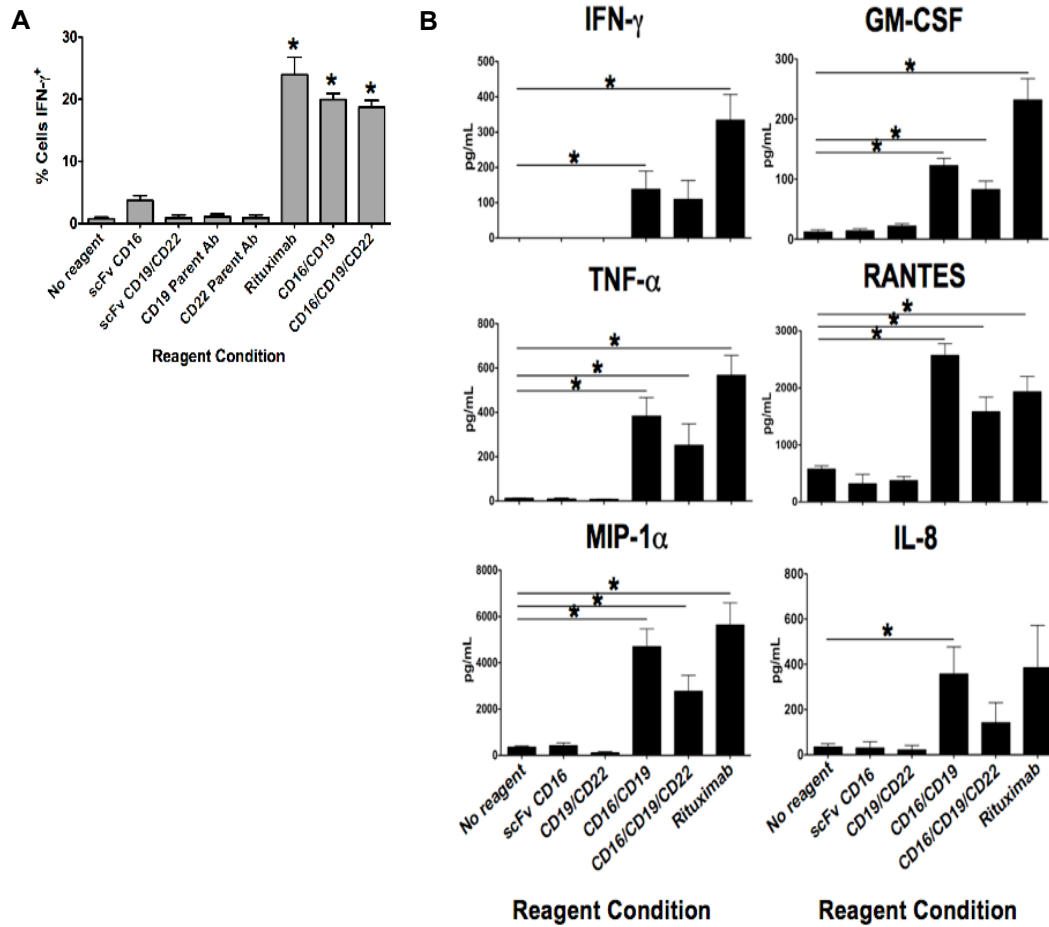 A
% Cells IFN-γ+
30
20
10
0
*
*
*
No reagent
scFv CD16
scFv CD19/CD22
CD19 Parent Ab
CD22 Parent Ab
Rituximab
CD16/CD19
CD16/CD19/CD22
Reagent Condition
B
IFN-γ
pg/mL
500
400
300
200
100
0
*
*
GM-CSF
pg/mL
300
200
100
0
*
*
*
TNF-α
pg/mL
800
600
400
200
0
*
*
*
RANTES
pg/mL
3000
2000
1000
0
*
*
*
MIP-1α
pg/mL
8000
6000
4000
2000
0
*
*
*
No reagent
scFv CD16
CD19/CD22
CD16/CD19
CD16/CD19/CD22
Rituximab
Reagent Condition
IL-8
pg/mL
800
600
400
200
0
*
No reagent
scFv CD16
CD19/CD22
CD16/CD19
CD16/CD19/CD22
Rituximab
Reagent Condition